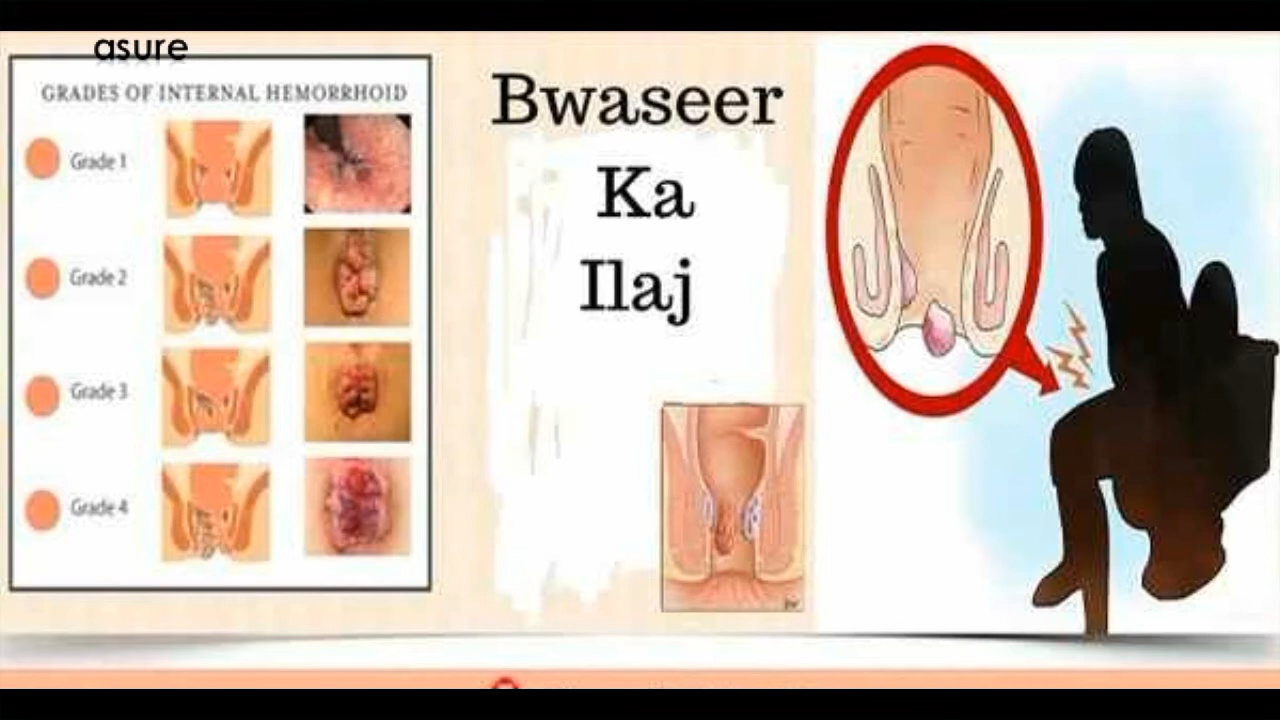 asure
GRADES OF INTERNAL HEMORRHOID
Grade 1
Grade 2
Grade 3
Grade 4
Bwaseer
Ka
Ilaj